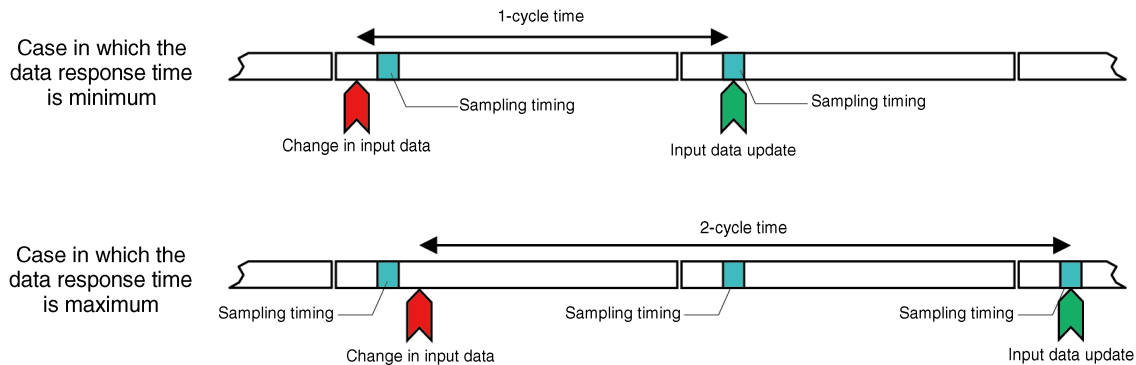 1-cycle time
Case in which the
data response time
is minimum
Sampling timing
Sampling timing
Change in input data
Input data update
2-cycle time
Case in which the
data response time
is maximum
Sampling timing
Sampling timing
Sampling timing
Change in input data
Input data update